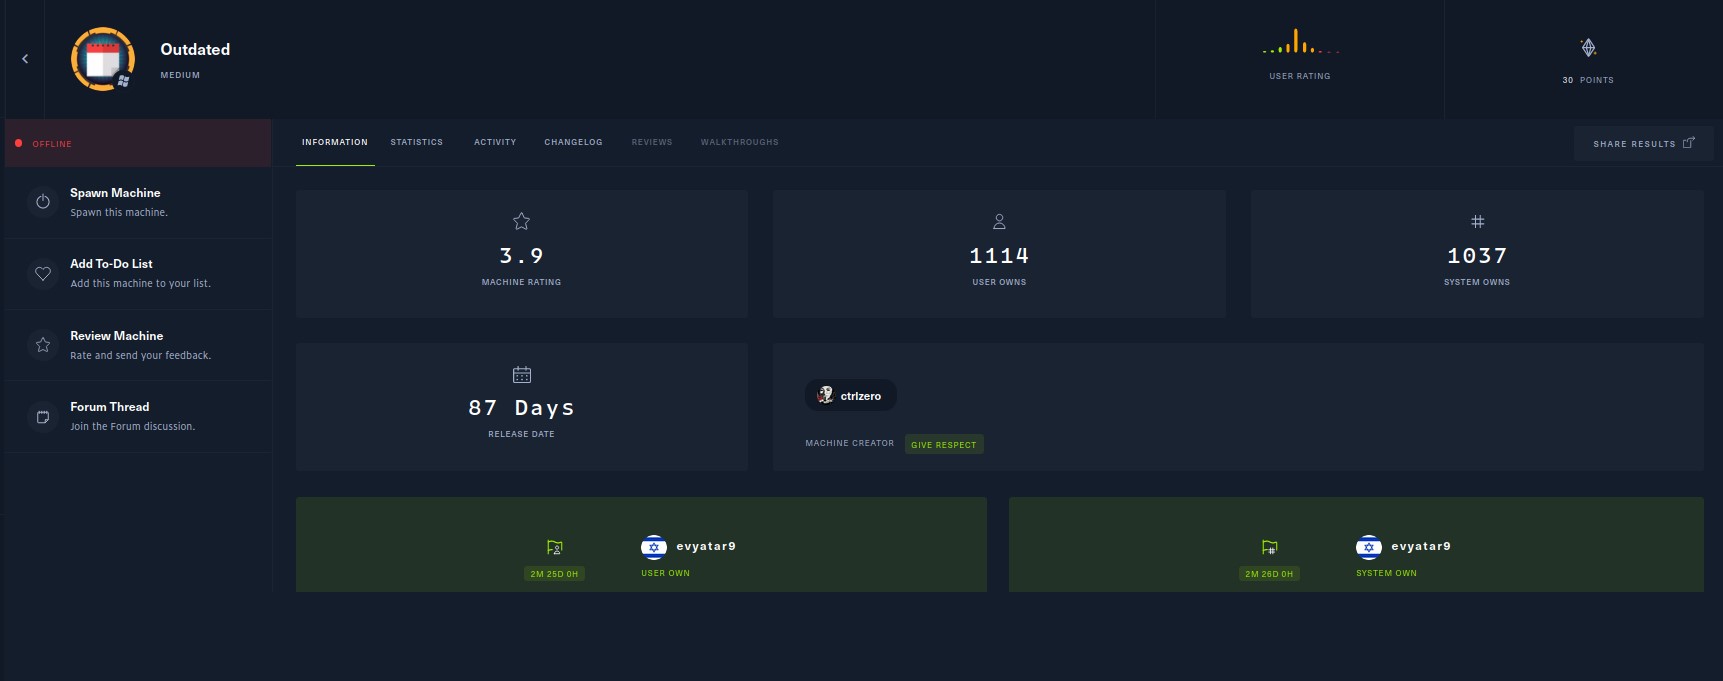 Outdated
MEDIUM
USER RATING
30 POINTS
OFFLINE
INFORMATION STATISTICS ACTIVITY CHANGELOG REVIEWS WALKTHROUGHS
SHARE RESULTS
Spawn Machine
Spawn this machine.
Add To-Do List
Add this machine to your list.
Review Machine
Rate and send your feedback.
Forum Thread
Join the Forum discussion.
3.9
MACHINE RATING
1114
USER OWNS
1037
SYSTEM OWNS
87 Days
RELEASE DATE
ctrlzero
MACHINE CREATOR GIVE RESPECT
evyatar9
2M 25D 0H USER OWN
evyatar9
2M 26D 0H SYSTEM OWN